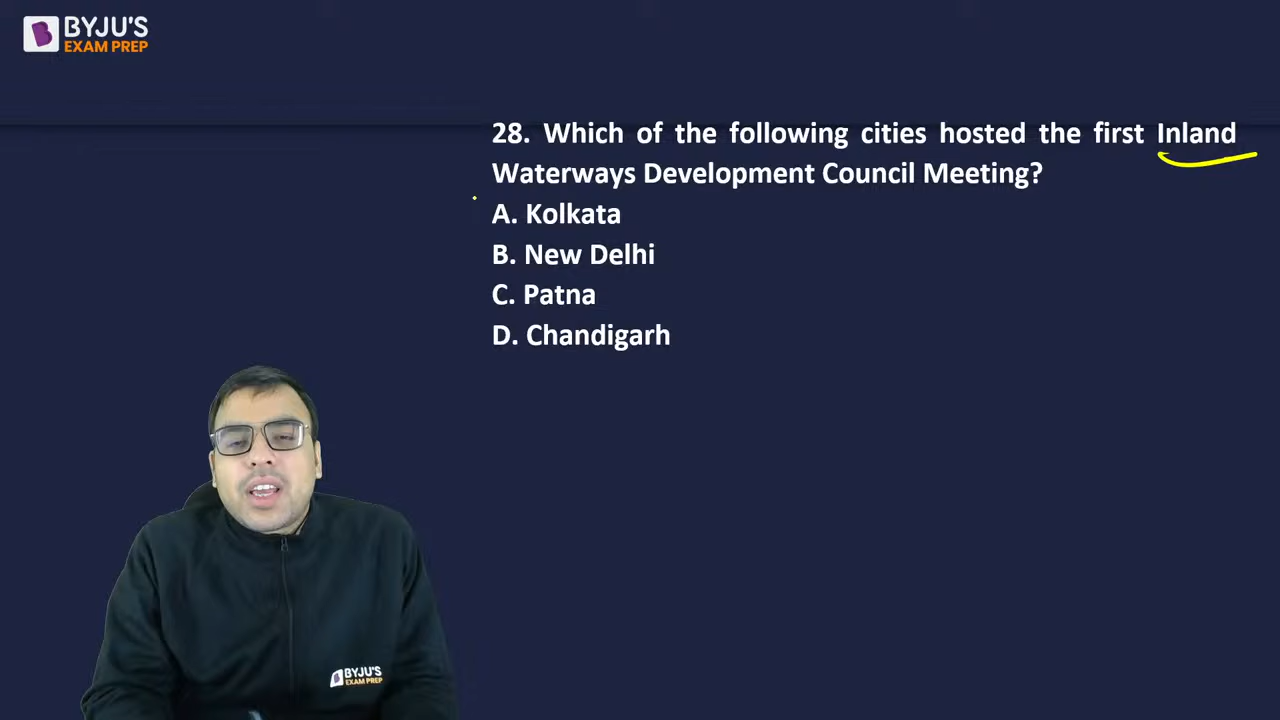 BYJU'S
EXAM PREP
28. Which of the following cities hosted the first Inland
Waterways Development Council Meeting?
A. Kolkata
B. New Delhi
C. Patna
D. Chandigarh
BYJU'S
EXAM PREP